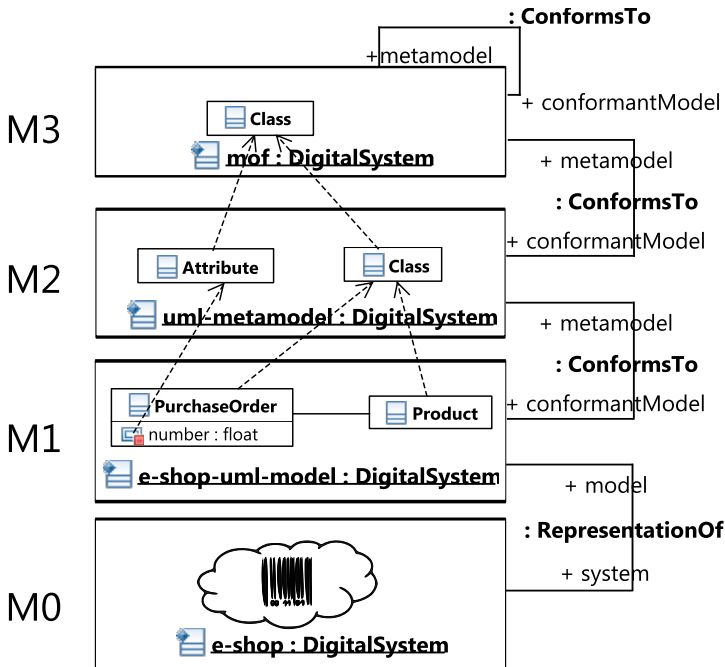 : ConformsTo
+metamodel
+ conformantModel
M3
Class
mof : DigitalSystem
+ metamodel
: ConformsTo
+ conformantModel
M2
Attribute
Class
uml-metamodel : DigitalSystem
+ metamodel
: ConformsTo
+ conformantModel
M1
PurchaseOrder
number : float
Product
e-shop-uml-model : DigitalSystem
+ model
: RepresentationOf
+ system
M0
e-shop : DigitalSystem